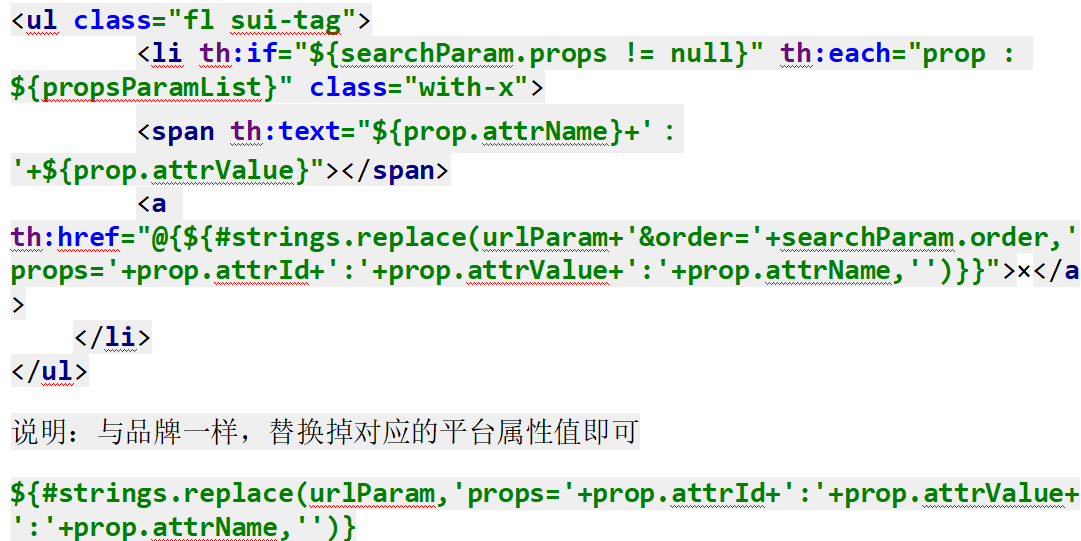 <ul class="fl sui-tag">
        <li th:if="${searchParam.props != null}" th:each="prop :
${propsParamList}" class="with-x">
        <span th:text="${prop.attrName}+' :
'+${prop.attrValue}"></span>
        <a
th:href="@{${#strings.replace(urlParam+'&order='+searchParam.order,'
props='+prop.attrId+':'+prop.attrValue+':'+prop.attrName,'')}}">×</a
>
    </li>
</ul>
说明：与品牌一样，替换掉对应的平台属性值即可
${#strings.replace(urlParam,'props='+prop.attrId+':'+prop.attrValue+
':'+prop.attrName,'')}